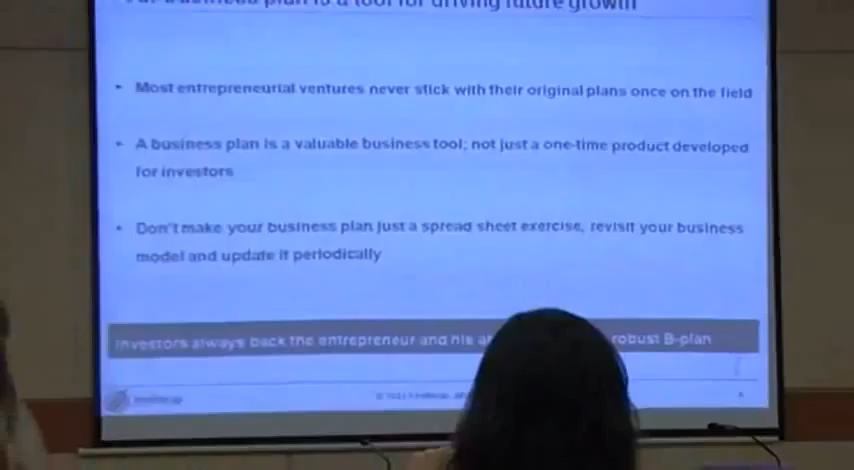 business plan is a tool for driving future growth
- Most entrepreneurial ventures never stick with their original plans once on the field
- A business plan is a valuable business tool; not just a one-time product developed
for investors
- Don't make your business plan just a spread sheet exercise, revisit your business
model and update it periodically
Investors always back the entrepreneur and his robust B-plan